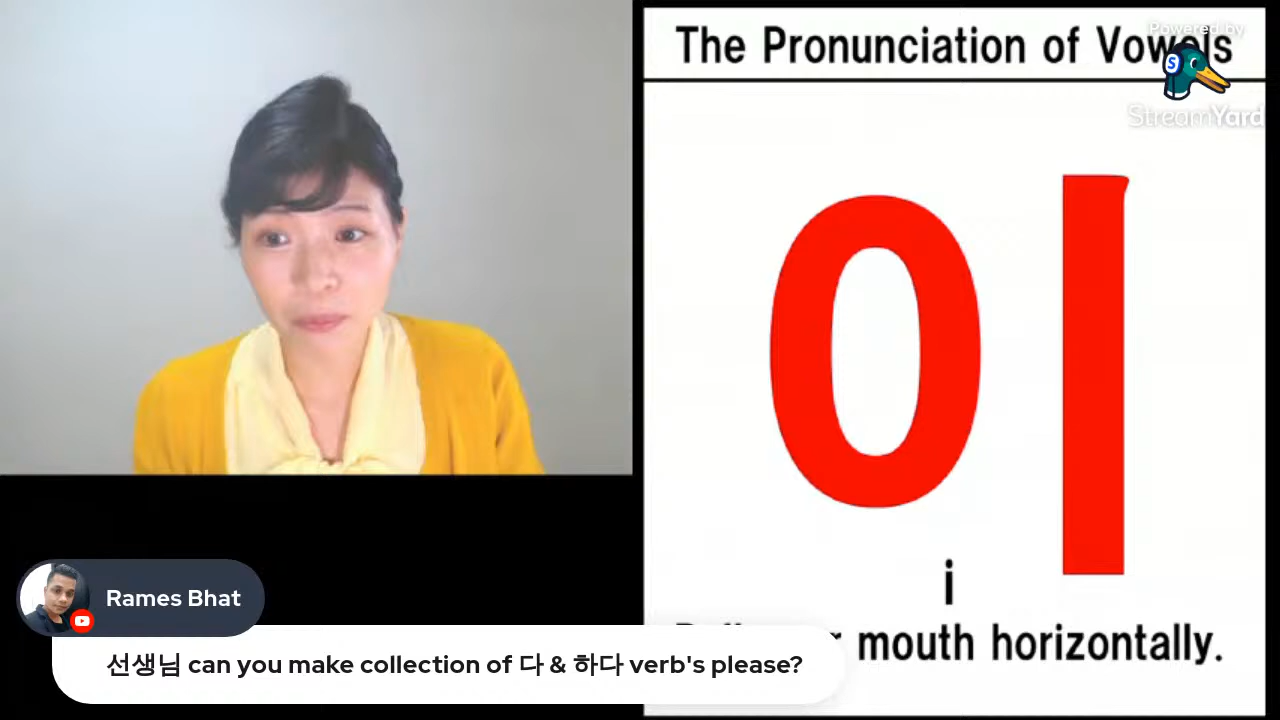 The Pronunciation of Vowels
Powered by
StreamYard
이
i
mouth horizontally.
Rames Bhat
선생님 can you make collection of 다 & 하다 verb's please?